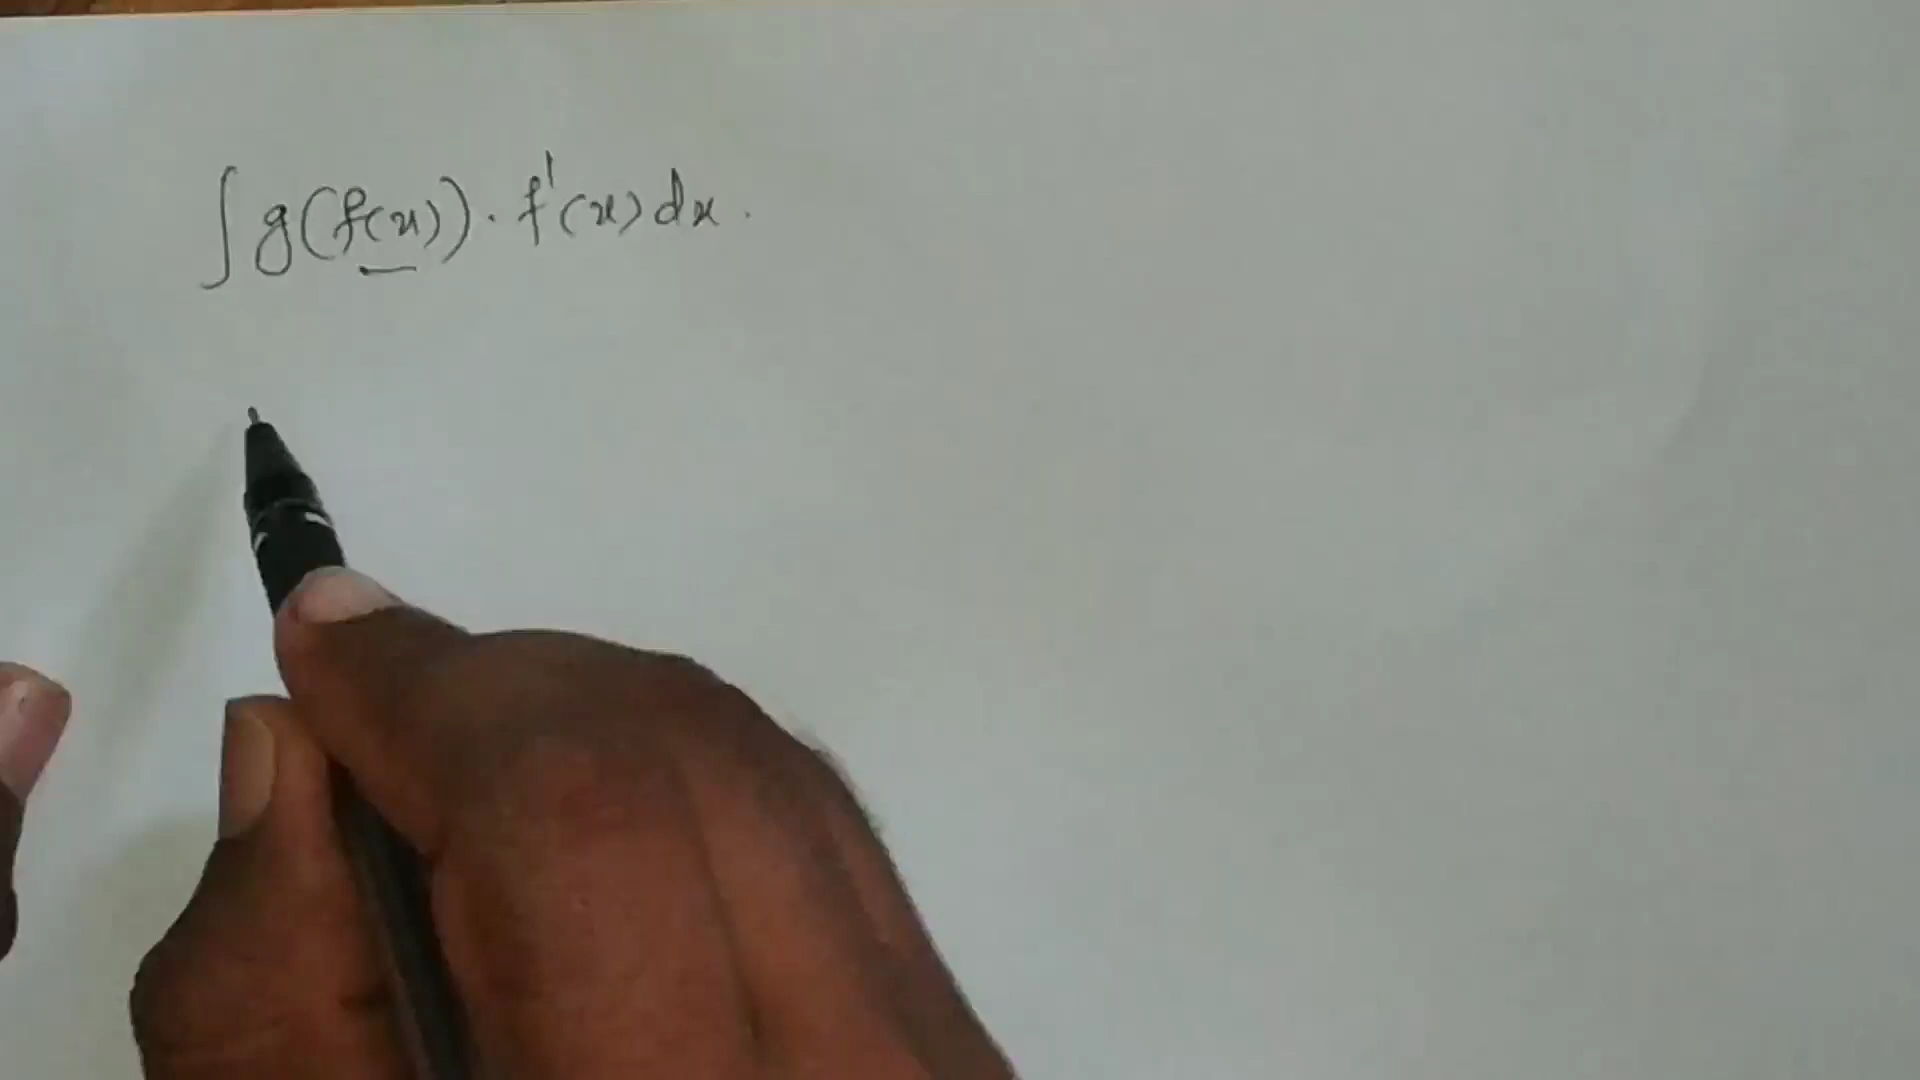 ∫ g(f(x)) · f'(x) dx .